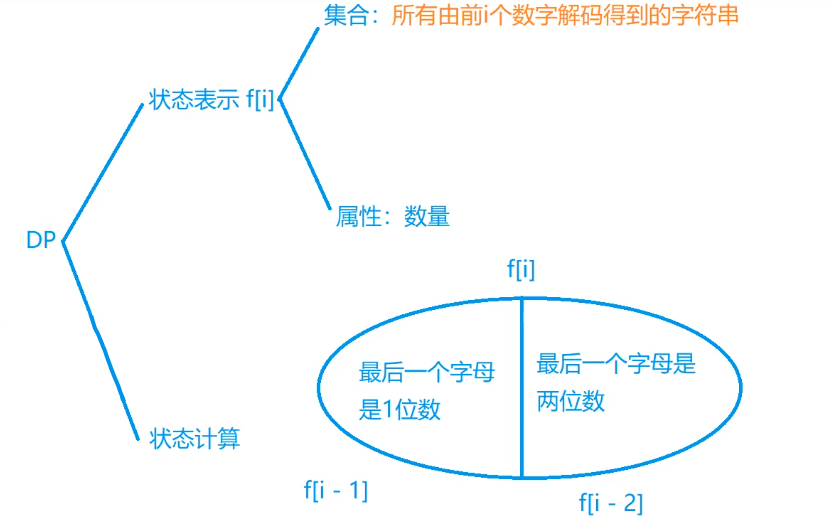 集合：所有由前i个数字解码得到的字符串
状态表示 f[i]
属性：数量
DP
f[i]
最后一个字母
是1位数
最后一个字母是
两位数
状态计算
f[i - 1]
f[i - 2]